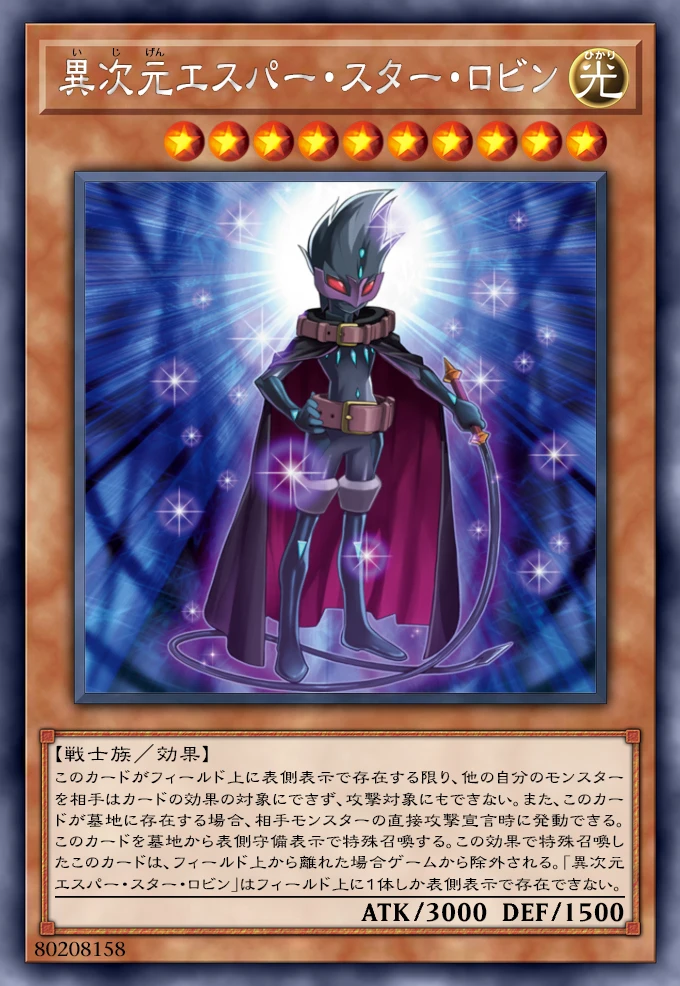 いじげん
異次元エスパー・スター・ロビン
ひかり
光
【戦士族／効果】
このカードがフィールド上に表側表示で存在する限り、他の自分のモンスター
を相手はカードの効果の対象にできず、攻撃対象にもできない。また、このカー
ドが墓地に存在する場合、相手モンスターの直接攻撃宣言時に発動できる。
このカードを墓地から表側守備表示で特殊召喚する。この効果で特殊召喚し
たこのカードは、フィールド上から離れた場合ゲームから除外される。「異次元
エスパー・スター・ロビン」はフィールド上に1体しか表側表示で存在できない。
ATK/3000 DEF/1500
80208158